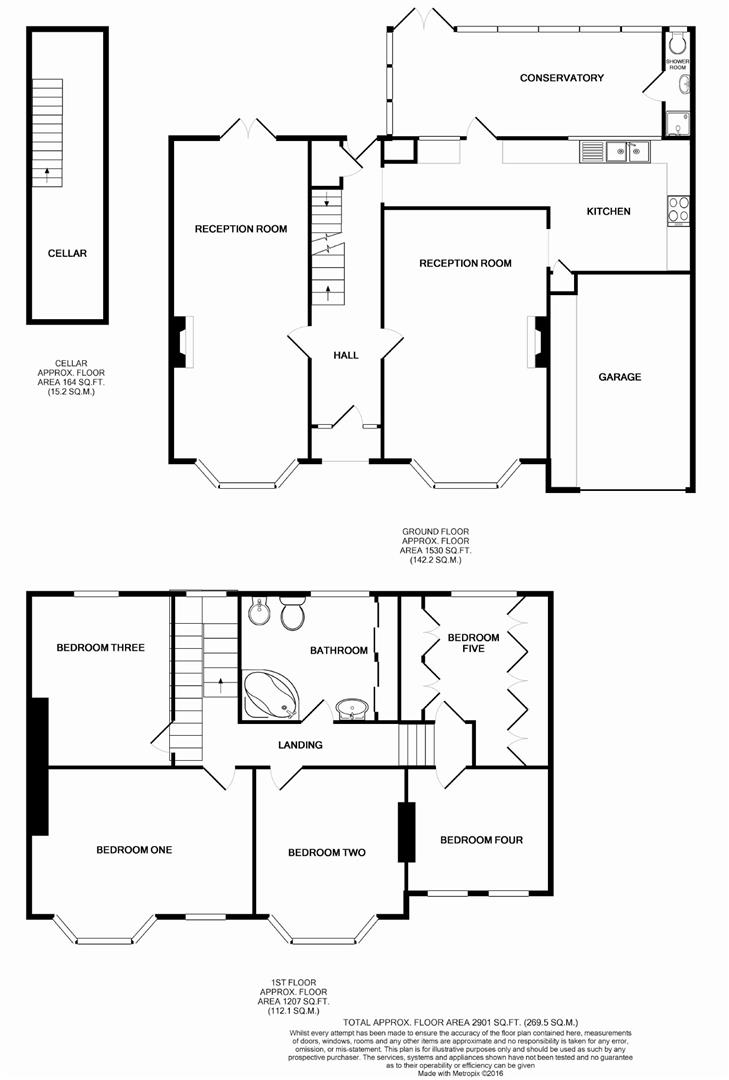 CONSERVATORY
SHOWER
ROOM
RECEPTION ROOM
KITCHEN
CELLAR
RECEPTION ROOM
HALL
GARAGE
CELLAR
APPROX. FLOOR
AREA 164 SQ.FT.
(15.2 SQ.M.)
GROUND FLOOR
APPROX. FLOOR
AREA 1530 SQ.FT.
(142.2 SQ.M.)
BEDROOM THREE
BATHROOM
BEDROOM
FIVE
LANDING
BEDROOM ONE
BEDROOM TWO
BEDROOM FOUR
1ST FLOOR
APPROX. FLOOR
AREA 1207 SQ.FT.
(112.1 SQ.M.)
TOTAL APPROX. FLOOR AREA 2901 SQ.FT. (269.5 SQ.M.)
Whilst every attempt has been made to ensure the accuracy of the floor plan contained here, measurements
of doors, windows, rooms and any other items are approximate and no responsibility is taken for any error,
omission, or mis-statement. This plan is for illustrative purposes only and should be used as such by any
prospective purchaser. The services, systems and appliances shown have not been tested and no guarantee
as to their operability or efficiency can be given
Made with Metropix ©2016